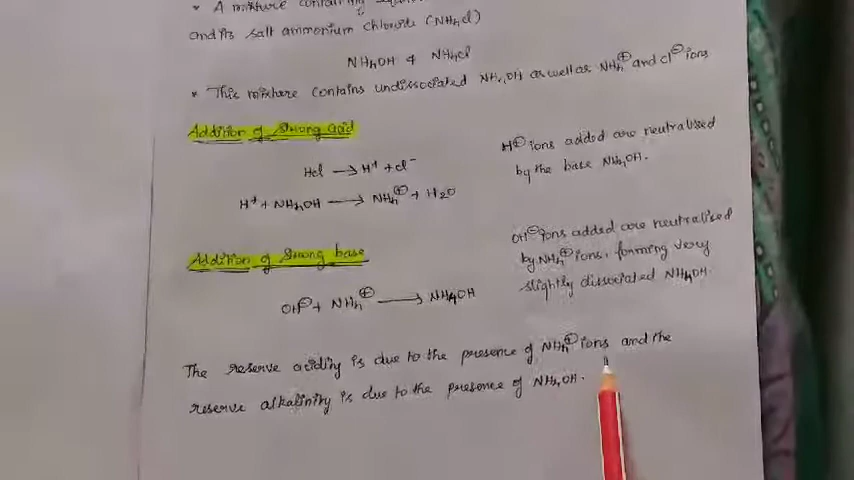 * A mixture containing
and its salt ammonium chloride (NH4Cl)
NH4OH & NH4Cl
* This mixture contains undissociated NH4OH as well as NH4⊕ and Cl⊖ ions
Addition of strong acid
HCl → H+ + Cl-
H+ + NH4OH → NH4⊕ + H2O
H⊕ ions added are neutralised
by the base NH4OH.
Addition of strong base
OH⊖ + NH4⊕ → NH4OH
OH⊖ ions added are neutralised
by NH4⊕ ions, forming very
slightly dissociated NH4OH.
The reserve acidity is due to the presence of NH4⊕ ions and the
reserve alkalinity is due to the presence of NH4OH.